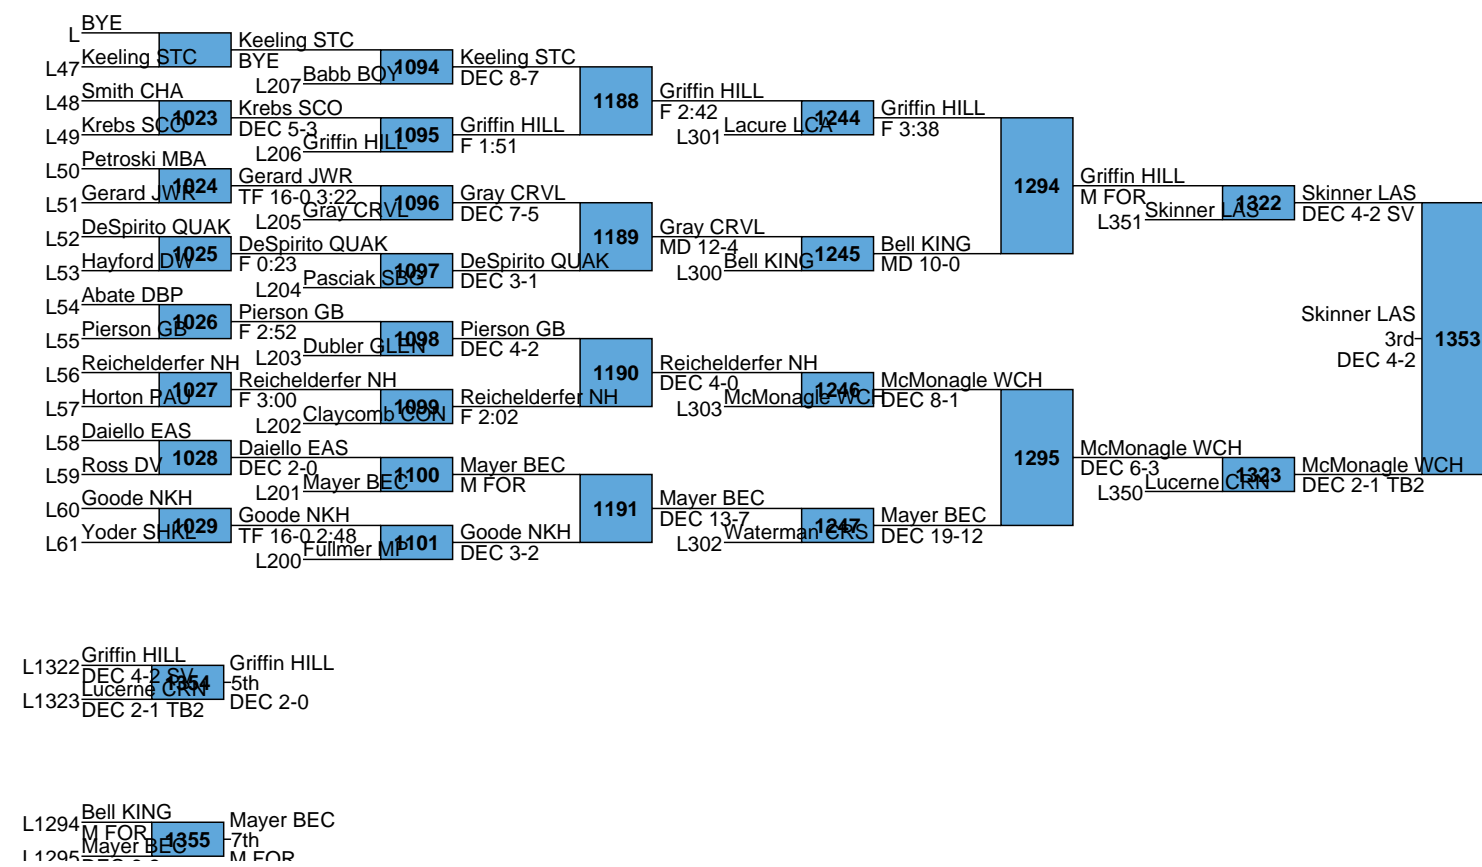 BYE
L
Keeling STC
L47
Keeling STC
BYE
Smith CHA
L48
1023
Krebs SCO
L49
Krebs SCO
DEC 5-3
Petroski MBA
L50
1024
Gerard JWR
L51
Gerard JWR
TF 16-0 3:22
DeSpirito QUAK
L52
1025
Hayford DW
L53
DeSpirito QUAK
F 0:23
Abate DBP
L54
1026
Pierson GB
L55
Pierson GB
F 2:52
Reichelderfer NH
L56
1027
Horton PAU
L57
Reichelderfer NH
F 3:00
Daiello EAS
L58
1028
Ross DV
L59
Daiello EAS
DEC 2-0
Goode NKH
L60
1029
Yoder SHKL
L61
Goode NKH
TF 16-0 2:48
L207
Babb BOY
1094
Keeling STC
DEC 8-7
L206
Griffin HILL
1095
Griffin HILL
F 1:51
L205
Gray CRVL
1096
Gray CRVL
DEC 7-5
L204
Pasciak SBG
1097
DeSpirito QUAK
DEC 3-1
L203
Dubler GLEN
1098
Pierson GB
DEC 4-2
L202
Claycomb CON
1099
Reichelderfer NH
F 2:02
L201
Mayer BEC
1100
Mayer BEC
M FOR
L200
Fullmer MP
1101
Goode NKH
DEC 3-2
1188
Griffin HILL
F 2:42
1189
Gray CRVL
MD 12-4
1190
Reichelderfer NH
DEC 4-0
1191
Mayer BEC
DEC 13-7
L301
Lacure LCA
1244
Griffin HILL
F 3:38
L300
Bell KING
1245
Bell KING
MD 10-0
L303
McMonagle WCH
1246
McMonagle WCH
DEC 8-1
L302
Waterman CRS
1247
Mayer BEC
DEC 19-12
1294
Griffin HILL
M FOR
1295
McMonagle WCH
DEC 6-3
L351
Skinner LAS
1322
Skinner LAS
DEC 4-2 SV
L350
Lucerne CRN
1323
McMonagle WCH
DEC 2-1 TB2
Skinner LAS
3rd
1353
DEC 4-2
L1322
Griffin HILL
DEC 4-2 SV
1354
L1323
Lucerne CRN
DEC 2-1 TB2
Griffin HILL
5th
DEC 2-0
L1294
Bell KING
M FOR
1355
L1295
Mayer BEC
Mayer BEC
7th
M FOR